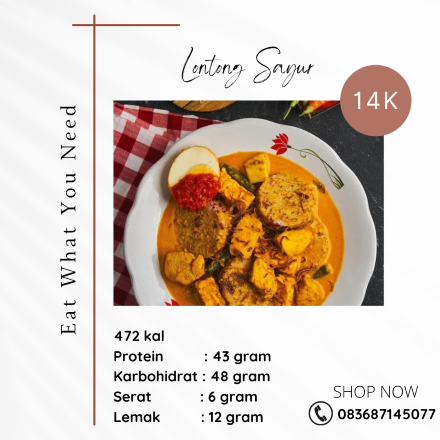 Lontong Sayur
14K
Eat What You Need
472 kal
Protein : 43 gram
Karbohidrat : 48 gram
Serat : 6 gram
Lemak : 12 gram
SHOP NOW
083687145077